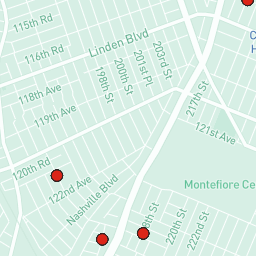 115th Rd
116th Rd
Linden Blvd
118th Ave
119th Ave
198th St
200th St
201st Pl
203rd St
217th St
121st Ave
120th Rd
122nd Ave
Nashville Blvd
Montefiore
220th St
222nd St